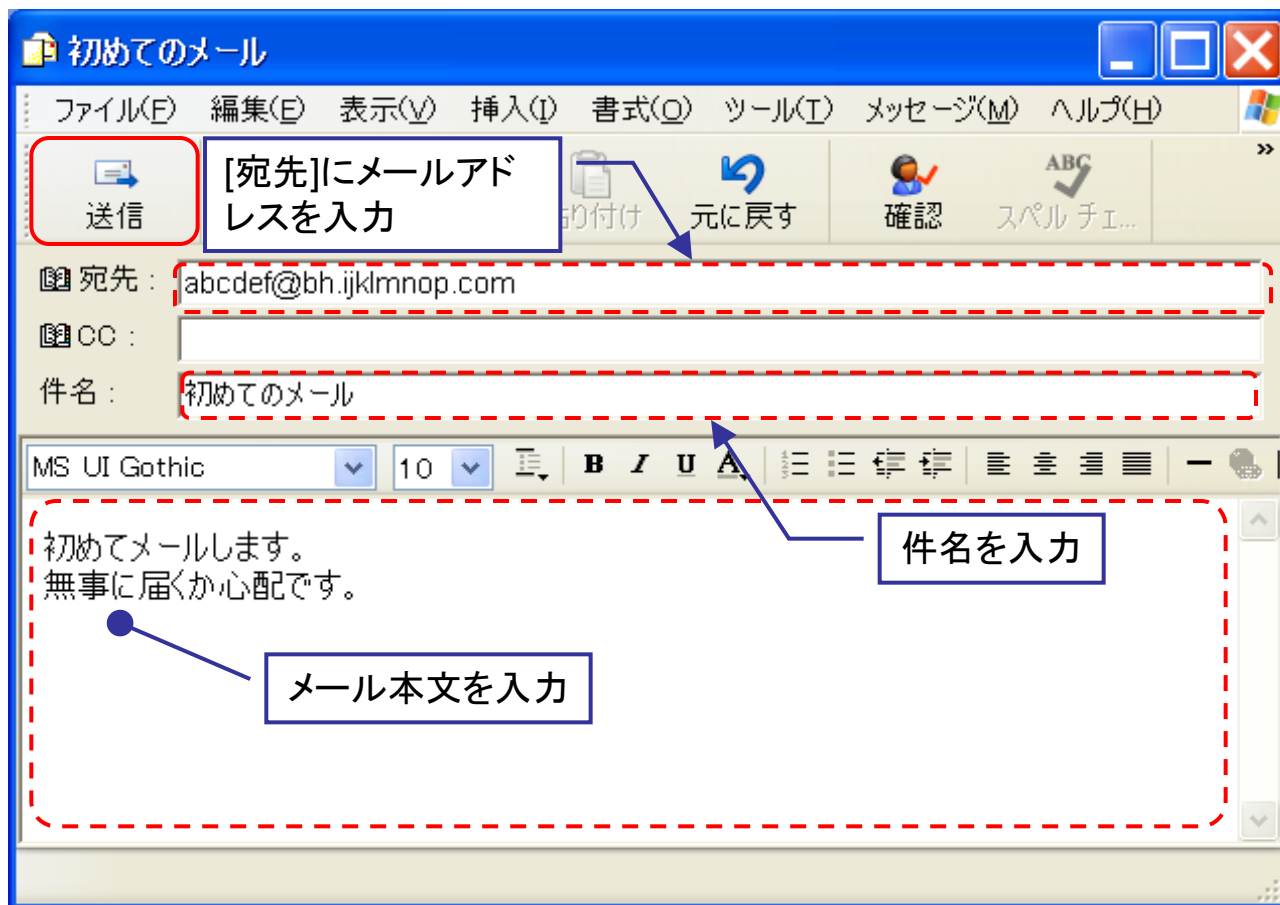 初めてのメール
ファイル(F) 編集(E) 表示(V) 挿入(I) 書式(O) ツール(T) メッセージ(M) ヘルプ(H)
[宛先]にメールアド
レスを入力
送信 り付け 元に戻す 確認 ABC スペル チェ...
宛先: abcdef@bh.ijklmnop.com
CC:
件名: 初めてのメール
MS UI Gothic 10 B I U A
初めてメールします。
無事に届くか心配です。
件名を入力
メール本文を入力